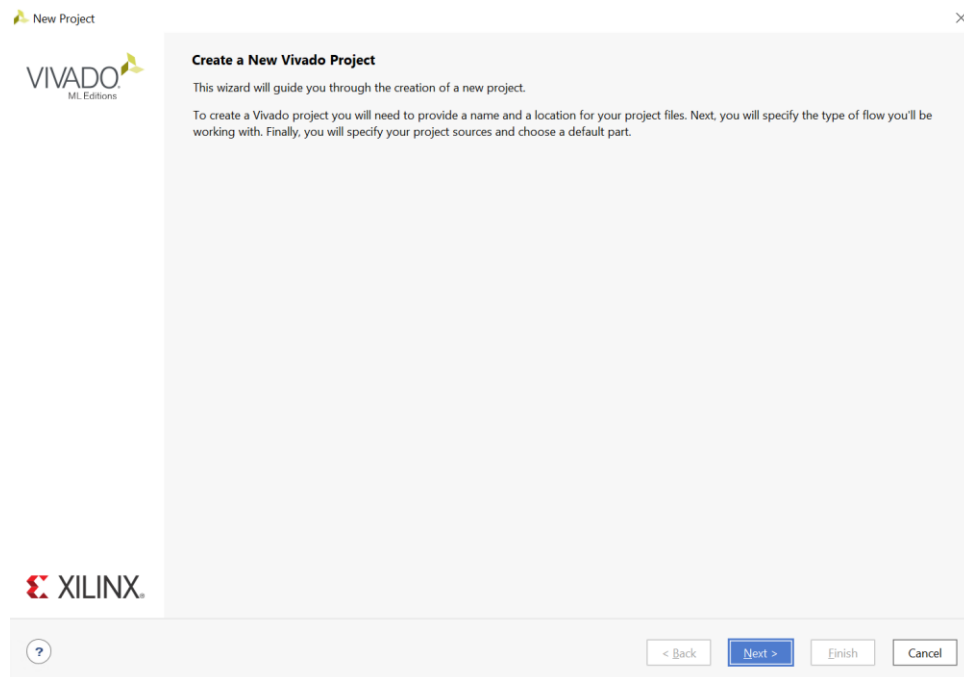 New Project
VIVADO
ML Editions
Create a New Vivado Project
This wizard will guide you through the creation of a new project.
To create a Vivado project you will need to provide a name and a location for your project files. Next, you will specify the type of flow you'll be
working with. Finally, you will specify your project sources and choose a default part.
XILINX
?
< Back
Next >
Finish
Cancel